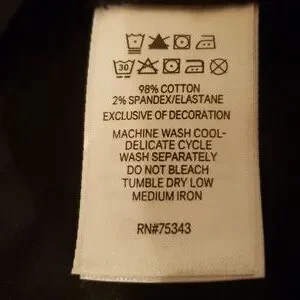 30
98% COTTON
2% SPANDEX/ELASTANE
EXCLUSIVE OF DECORATION
MACHINE WASH COOL-
DELICATE CYCLE
WASH SEPARATELY
DO NOT BLEACH
TUMBLE DRY LOW
MEDIUM IRON
RN#75343